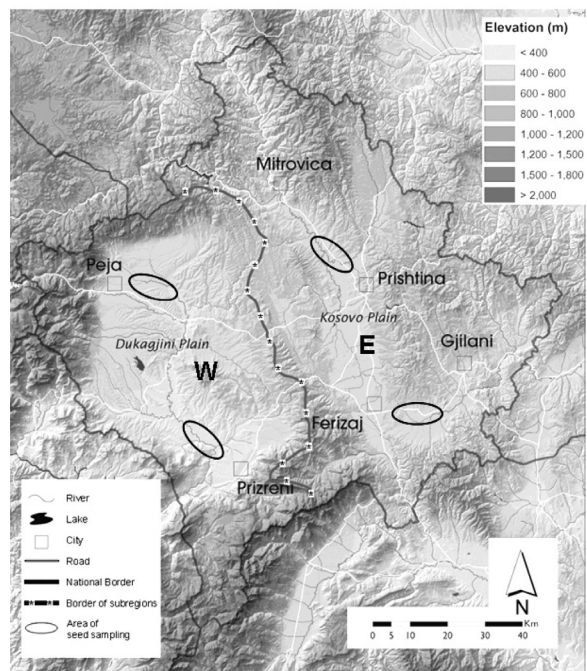 Elevation (m)
< 400
400 - 600
600 - 800
800 - 1,000
1,000 - 1,200
1,200 - 1,500
1,500 - 1,800
> 2,000
Mitrovica
Peja
Prishtina
Kosovo Plain
Dukagjini Plain
E
Gjilani
W
Ferizaj
Prizreni
River
Lake
City
Road
National Border
Border of subregions
Area of
seed sampling
N
Km
0 5 10 20 30 40